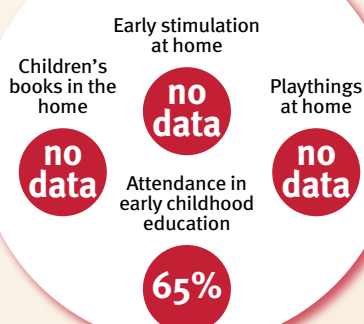 Early stimulation
at home
no
data
Children’s
books in the
home
no
data
Playthings
at home
no
data
Attendance in
early childhood
education
65%